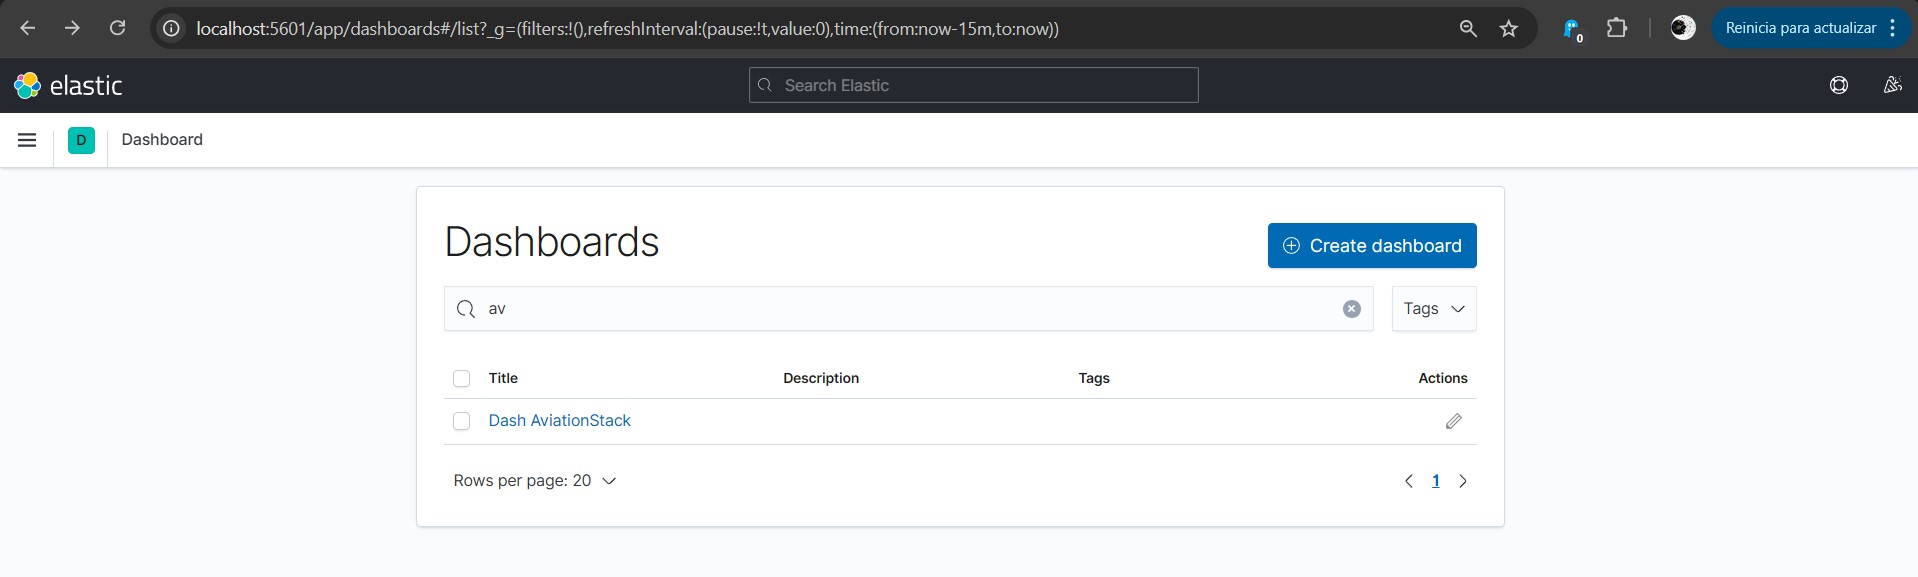 localhost:5601/app/dashboards#/list?_g=(filters:!(),refreshInterval:(pause:!t,value:0),time:(from:now-15m,to:now))
0
Reinicia para actualizar
elastic
Search Elastic
D
Dashboard
Dashboards
Create dashboard
av
Tags
Title Description Tags Actions
Dash AviationStack
Rows per page: 20
1